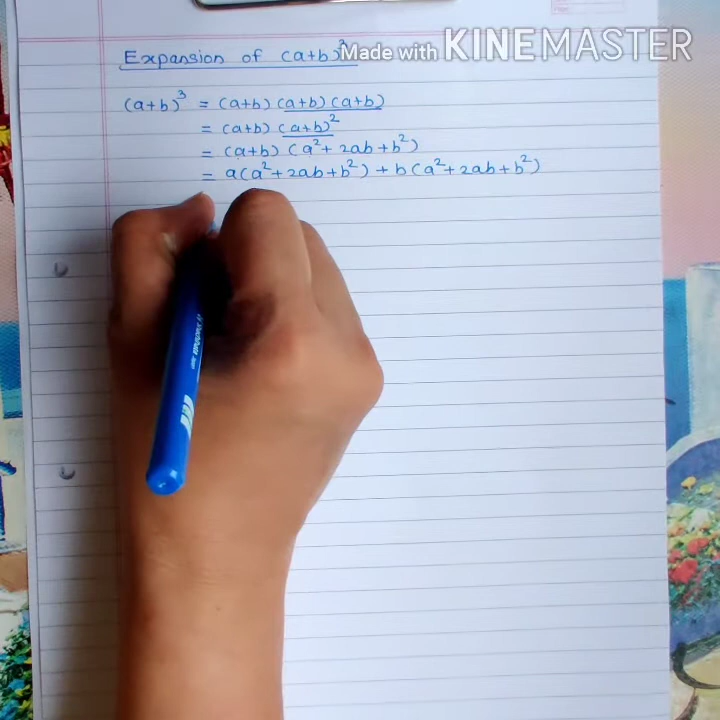 Made with KINEMASTER
Expansion of (a+b)³
(a+b)³ = (a+b) (a+b) (a+b)
= (a+b) (a+b)²
= (a+b) (a²+ 2ab+b²)
= a(a²+2ab+b²) + b(a²+2ab+b²)